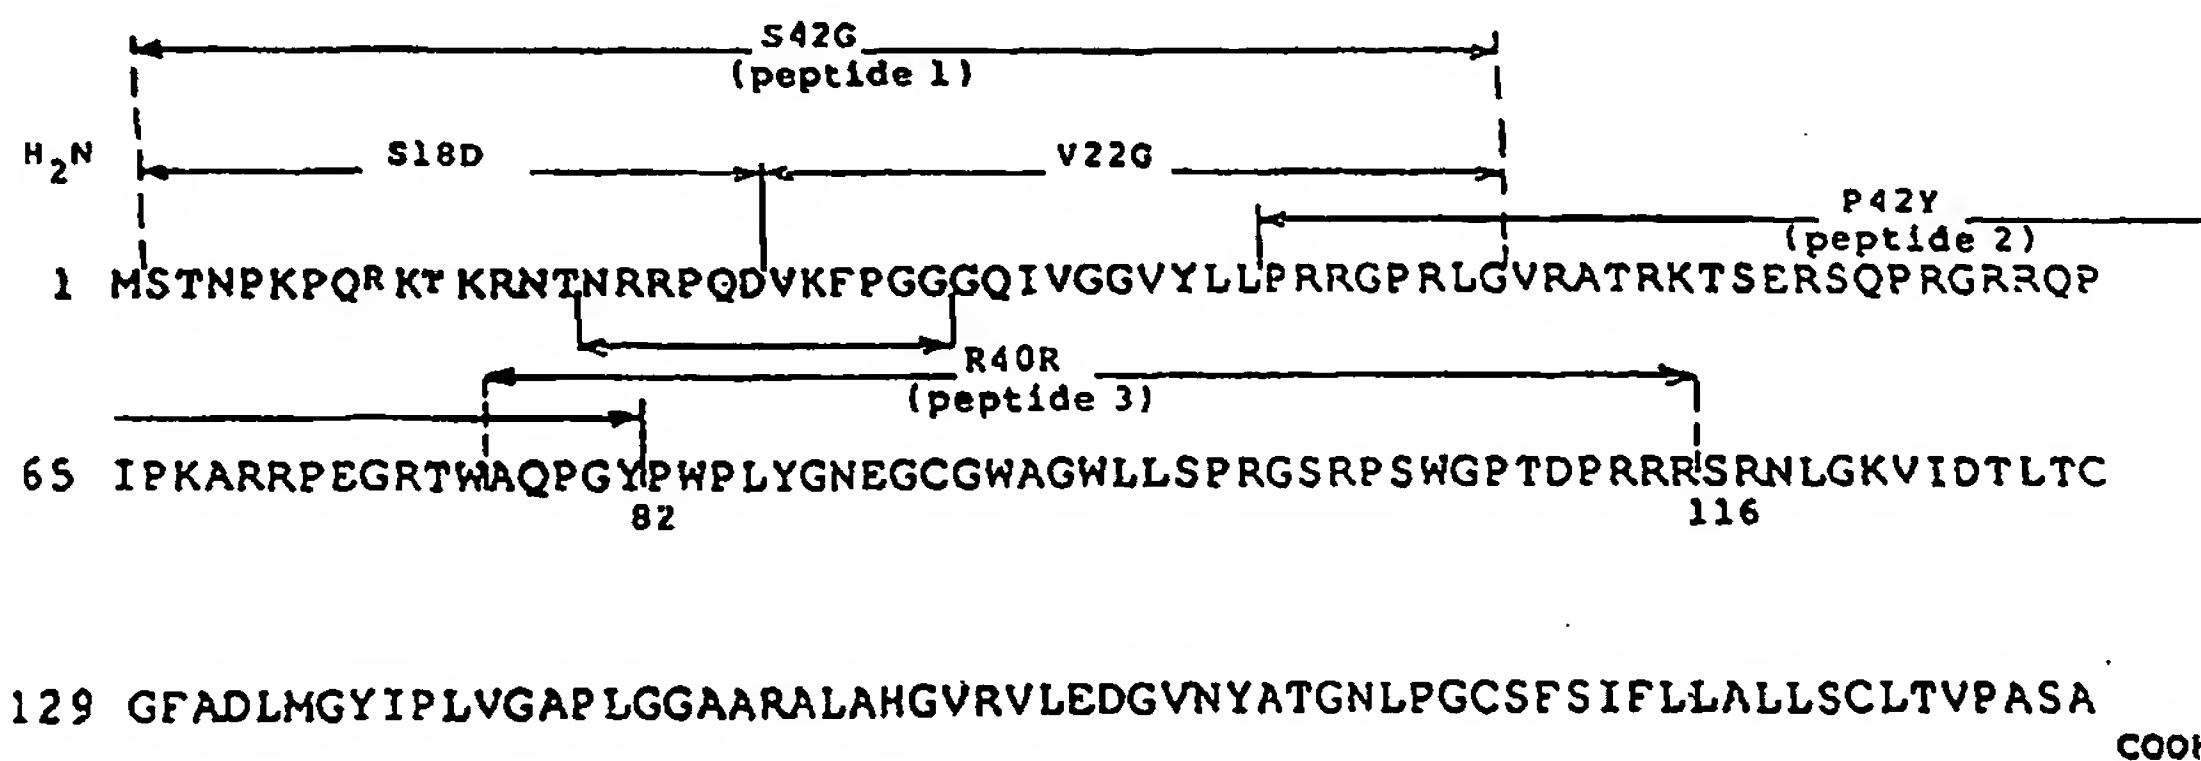 S42G
(peptide 1)
H2N S18D V22G
P42Y
(peptide 2)
1 MSTNPKPQRKTKRNTNRRPQDVKFPGGGQIVGGVYLLPRRGPRLGVRATRKTSERSQPRGRRQP
R40R
(peptide 3)
65 IPKARRPEGRTWAQPGYPWPLYGNEGCGWAGWLLSPRGSRPSWGPTDPRRRSRNLGKVIDTLTC
82 116
129 GFADLMGYIPLVGAPLGGAARALAHGVRVLEDGVNYATGNLPGCSFSIFLLALLSCLTVPASA
COOH